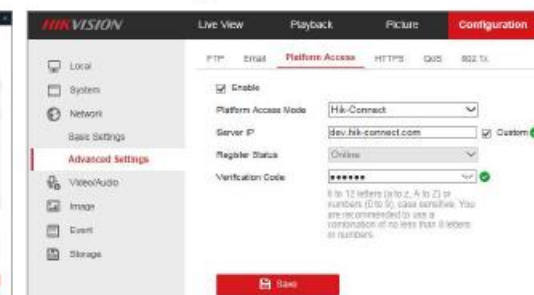 HIKVISION
Live View Playback Picture Configuration
Local
System
Network
Basic Settings
Advanced Settings
Video/Audio
Image
Event
Storage
FTP Email Platform Access HTTPS QoS 802.1x
Enable
Platform Access Mode Hik-Connect
Server IP dev.hik-connect.com Custom
Register Status Online
Verification Code ●●●●●●
6 to 12 letters (a to z, A to Z) or
numbers (0 to 9), case sensitive. You
are recommended to use a
combination of no less than 8 letters
or numbers.
Save